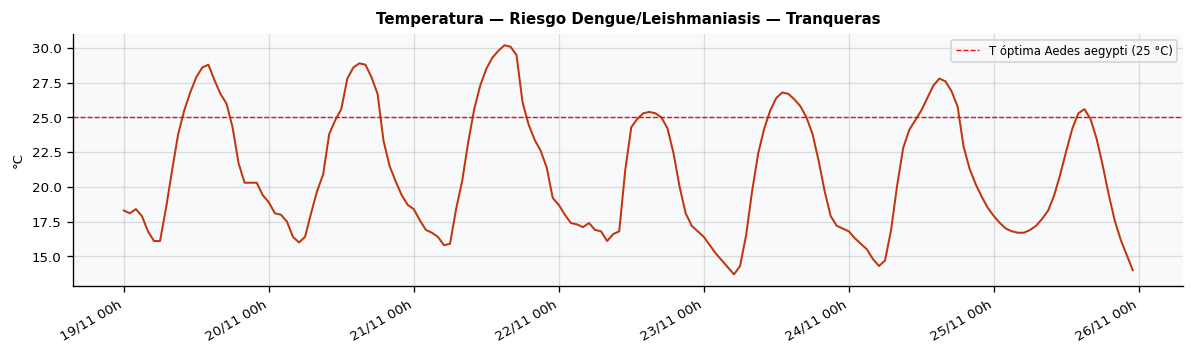 Temperatura — Riesgo Dengue/Leishmaniasis — Tranqueras
T óptima Aedes aegypti (25 °C)
30.0
27.5
25.0
22.5
20.0
17.5
15.0
°C
19/11 00h
20/11 00h
21/11 00h
22/11 00h
23/11 00h
24/11 00h
25/11 00h
26/11 00h